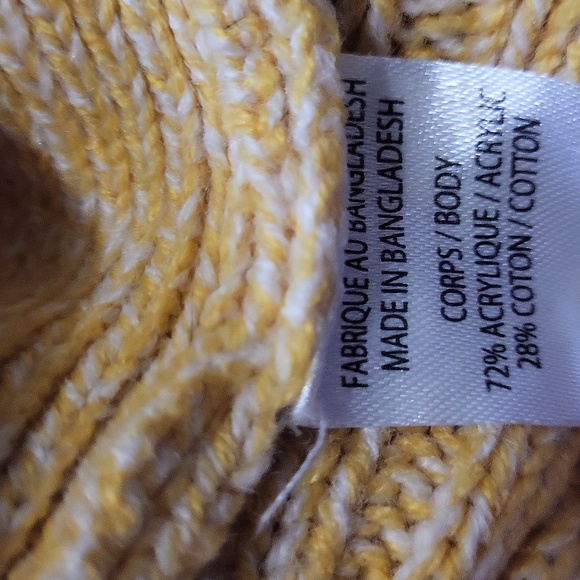 FABRIQUE AU BANGLADESH
MADE IN BANGLADESH
CORPS / BODY
72% ACRYLIQUE / ACRYLIC
28% COTON / COTTON